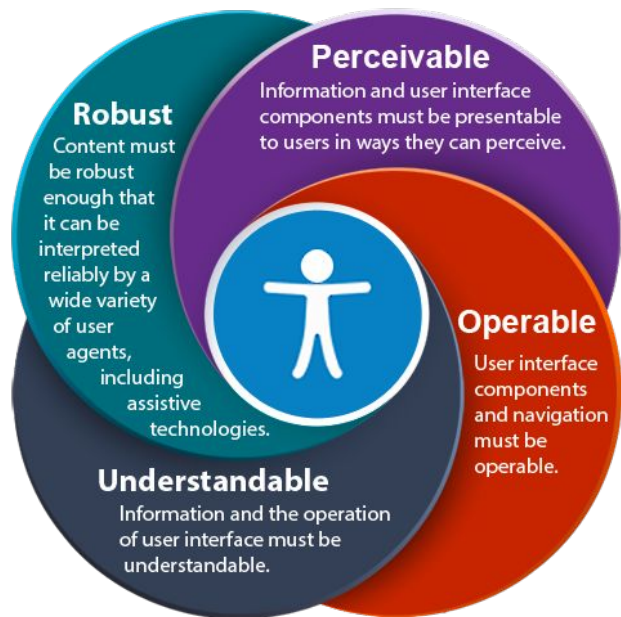 Perceivable
Information and user interface
components must be presentable
to users in ways they can perceive.
Operable
User interface
components
and navigation
must be
operable.
Understandable
Information and the operation
of user interface must be
understandable.
Robust
Content must
be robust
enough that
it can be
interpreted
reliably by a
wide variety
of user
agents,
including
assistive
technologies.